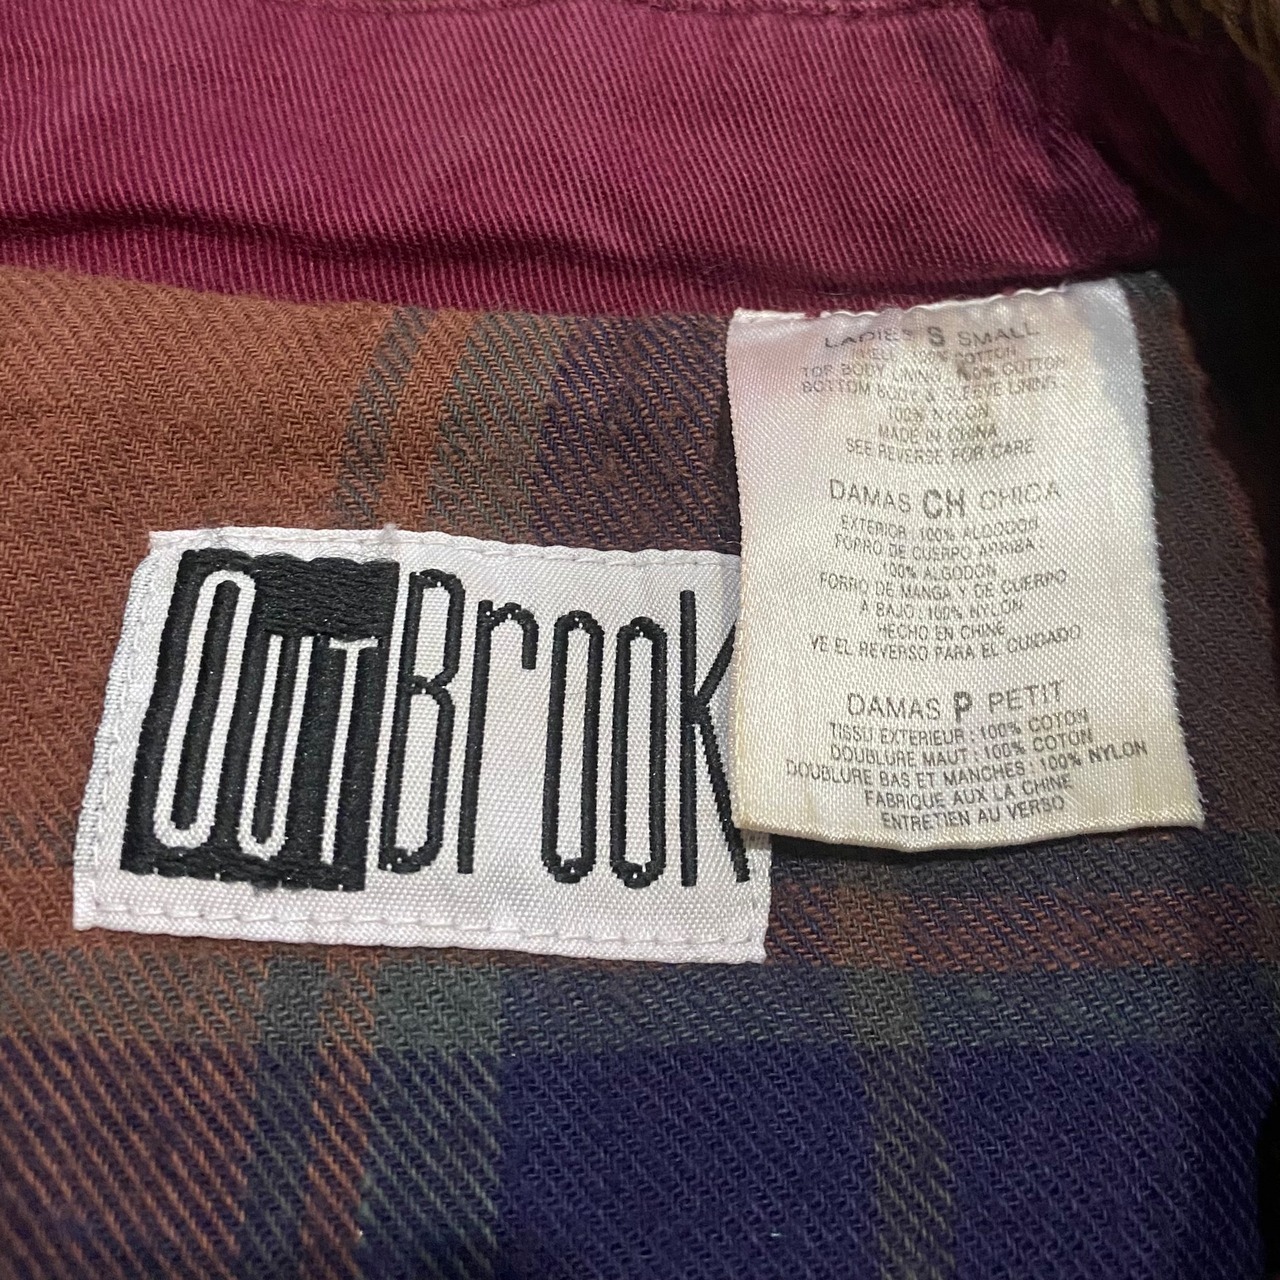 OUTBrook
LADIES S SMALL
SHELL: 100% COTTON
TOP BODY LINING: 100% COTTON
BOTTOM BODY & SLEEVE LINING:
100% NYLON
MADE IN CHINA
SEE REVERSE FOR CARE
DAMAS CH CHICA
EXTERIOR: 100% ALGODON
FORRO DE CUERPO ARRIBA:
100% ALGODON
FORRO DE MANGA Y DE CUERPO
A BAJO: 100% NYLON
HECHO EN CHINE
VE EL REVERSO PARA EL CUIDADO
DAMAS P PETIT
TISSU EXTERIEUR: 100% COTON
DOUBLURE MAUT: 100% COTON
DOUBLURE BAS ET MANCHES: 100% NYLON
FABRIQUE AUX LA CHINE
ENTRETIEN AU VERSO